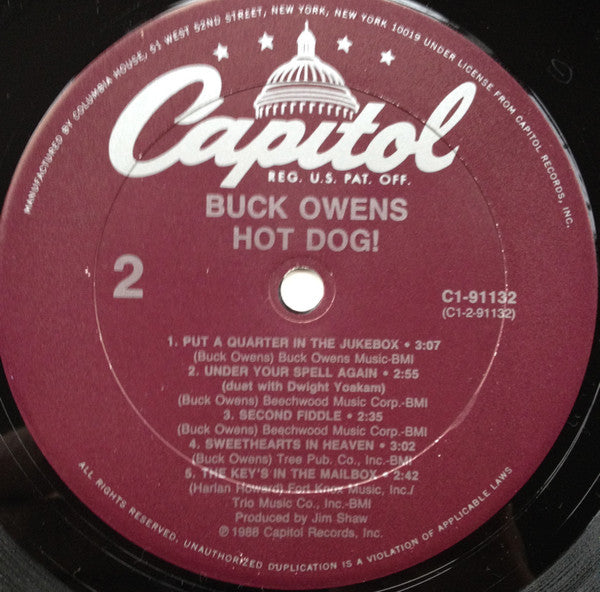 MANUFACTURED BY COLUMBIA HOUSE, 51 WEST 52ND STREET, NEW YORK, NEW YORK 10019 UNDER LICENSE FROM CAPITOL RECORDS, INC.
Capitol
REG. U.S. PAT. OFF.
BUCK OWENS
HOT DOG!
2
C1-91132
(C1-2-91132)
1. PUT A QUARTER IN THE JUKEBOX • 3:07
(Buck Owens) Buck Owens Music-BMI
2. UNDER YOUR SPELL AGAIN • 2:55
(duet with Dwight Yoakam)
(Buck Owens) Beechwood Music Corp.-BMI
3. SECOND FIDDLE • 2:35
(Buck Owens) Beechwood Music Corp.-BMI
4. SWEETHEARTS IN HEAVEN • 3:02
(Buck Owens) Tree Pub. Co., Inc.-BMI
5. THE KEY'S IN THE MAILBOX • 2:42
(Harlan Howard) Fort Knox Music, Inc./
Trio Music Co., Inc.-BMI
Produced by Jim Shaw
℗ 1988 Capitol Records, Inc.
ALL RIGHTS RESERVED. UNAUTHORIZED DUPLICATION IS A VIOLATION OF APPLICABLE LAWS